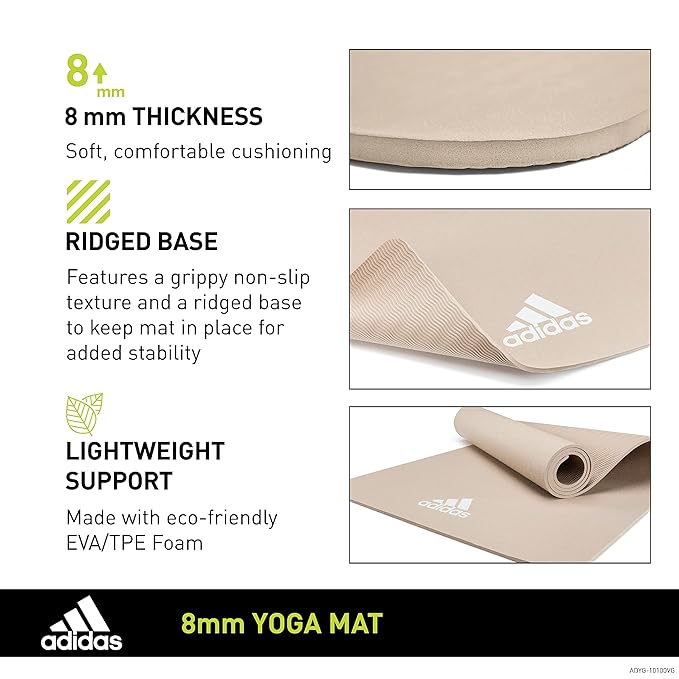 8
mm
8 mm THICKNESS
Soft, comfortable cushioning
RIDGED BASE
Features a grippy non-slip
texture and a ridged base
to keep mat in place for
added stability
adidas
LIGHTWEIGHT
SUPPORT
Made with eco-friendly
EVA/TPE Foam
adidas
adidas
8mm YOGA MAT
ADYG-10100VG